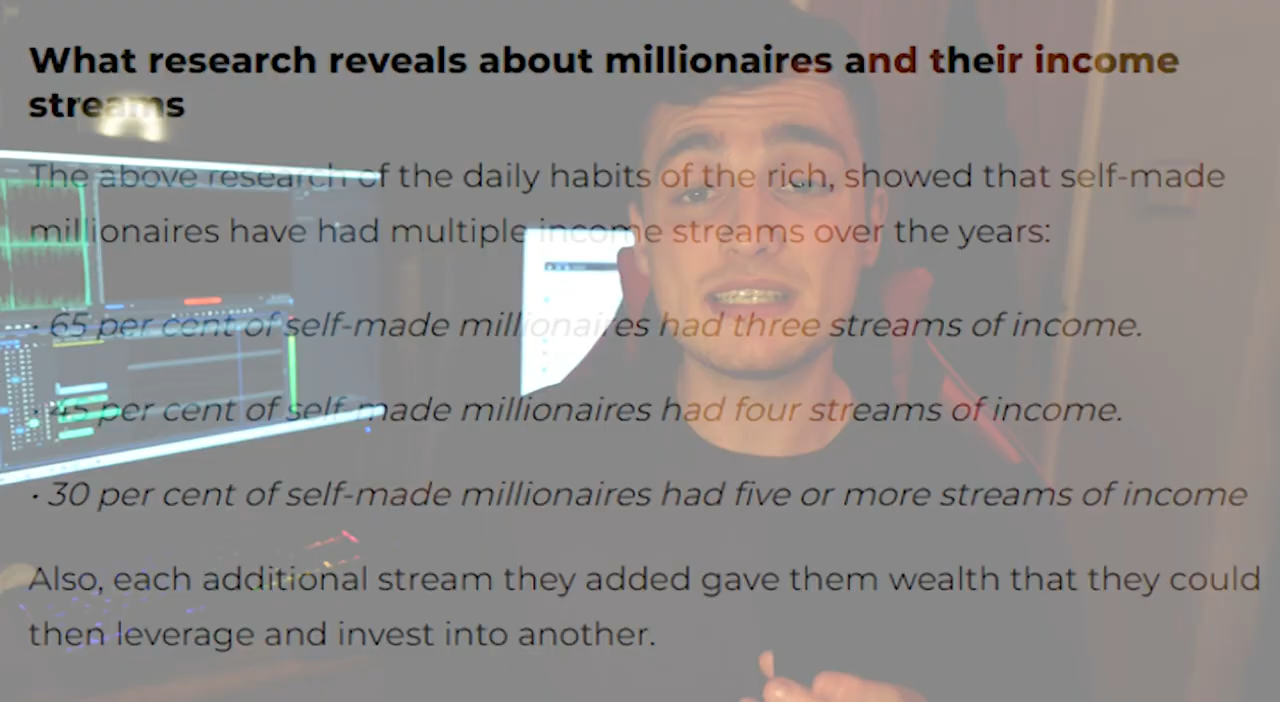 What research reveals about millionaires and their income
streams
The above research of the daily habits of the rich, showed that self-made
millionaires have had multiple income streams over the years:
· 65 per cent of self-made millionaires had three streams of income.
· 45 per cent of self-made millionaires had four streams of income.
· 30 per cent of self-made millionaires had five or more streams of income
Also, each additional stream they added gave them wealth that they could
then leverage and invest into another.